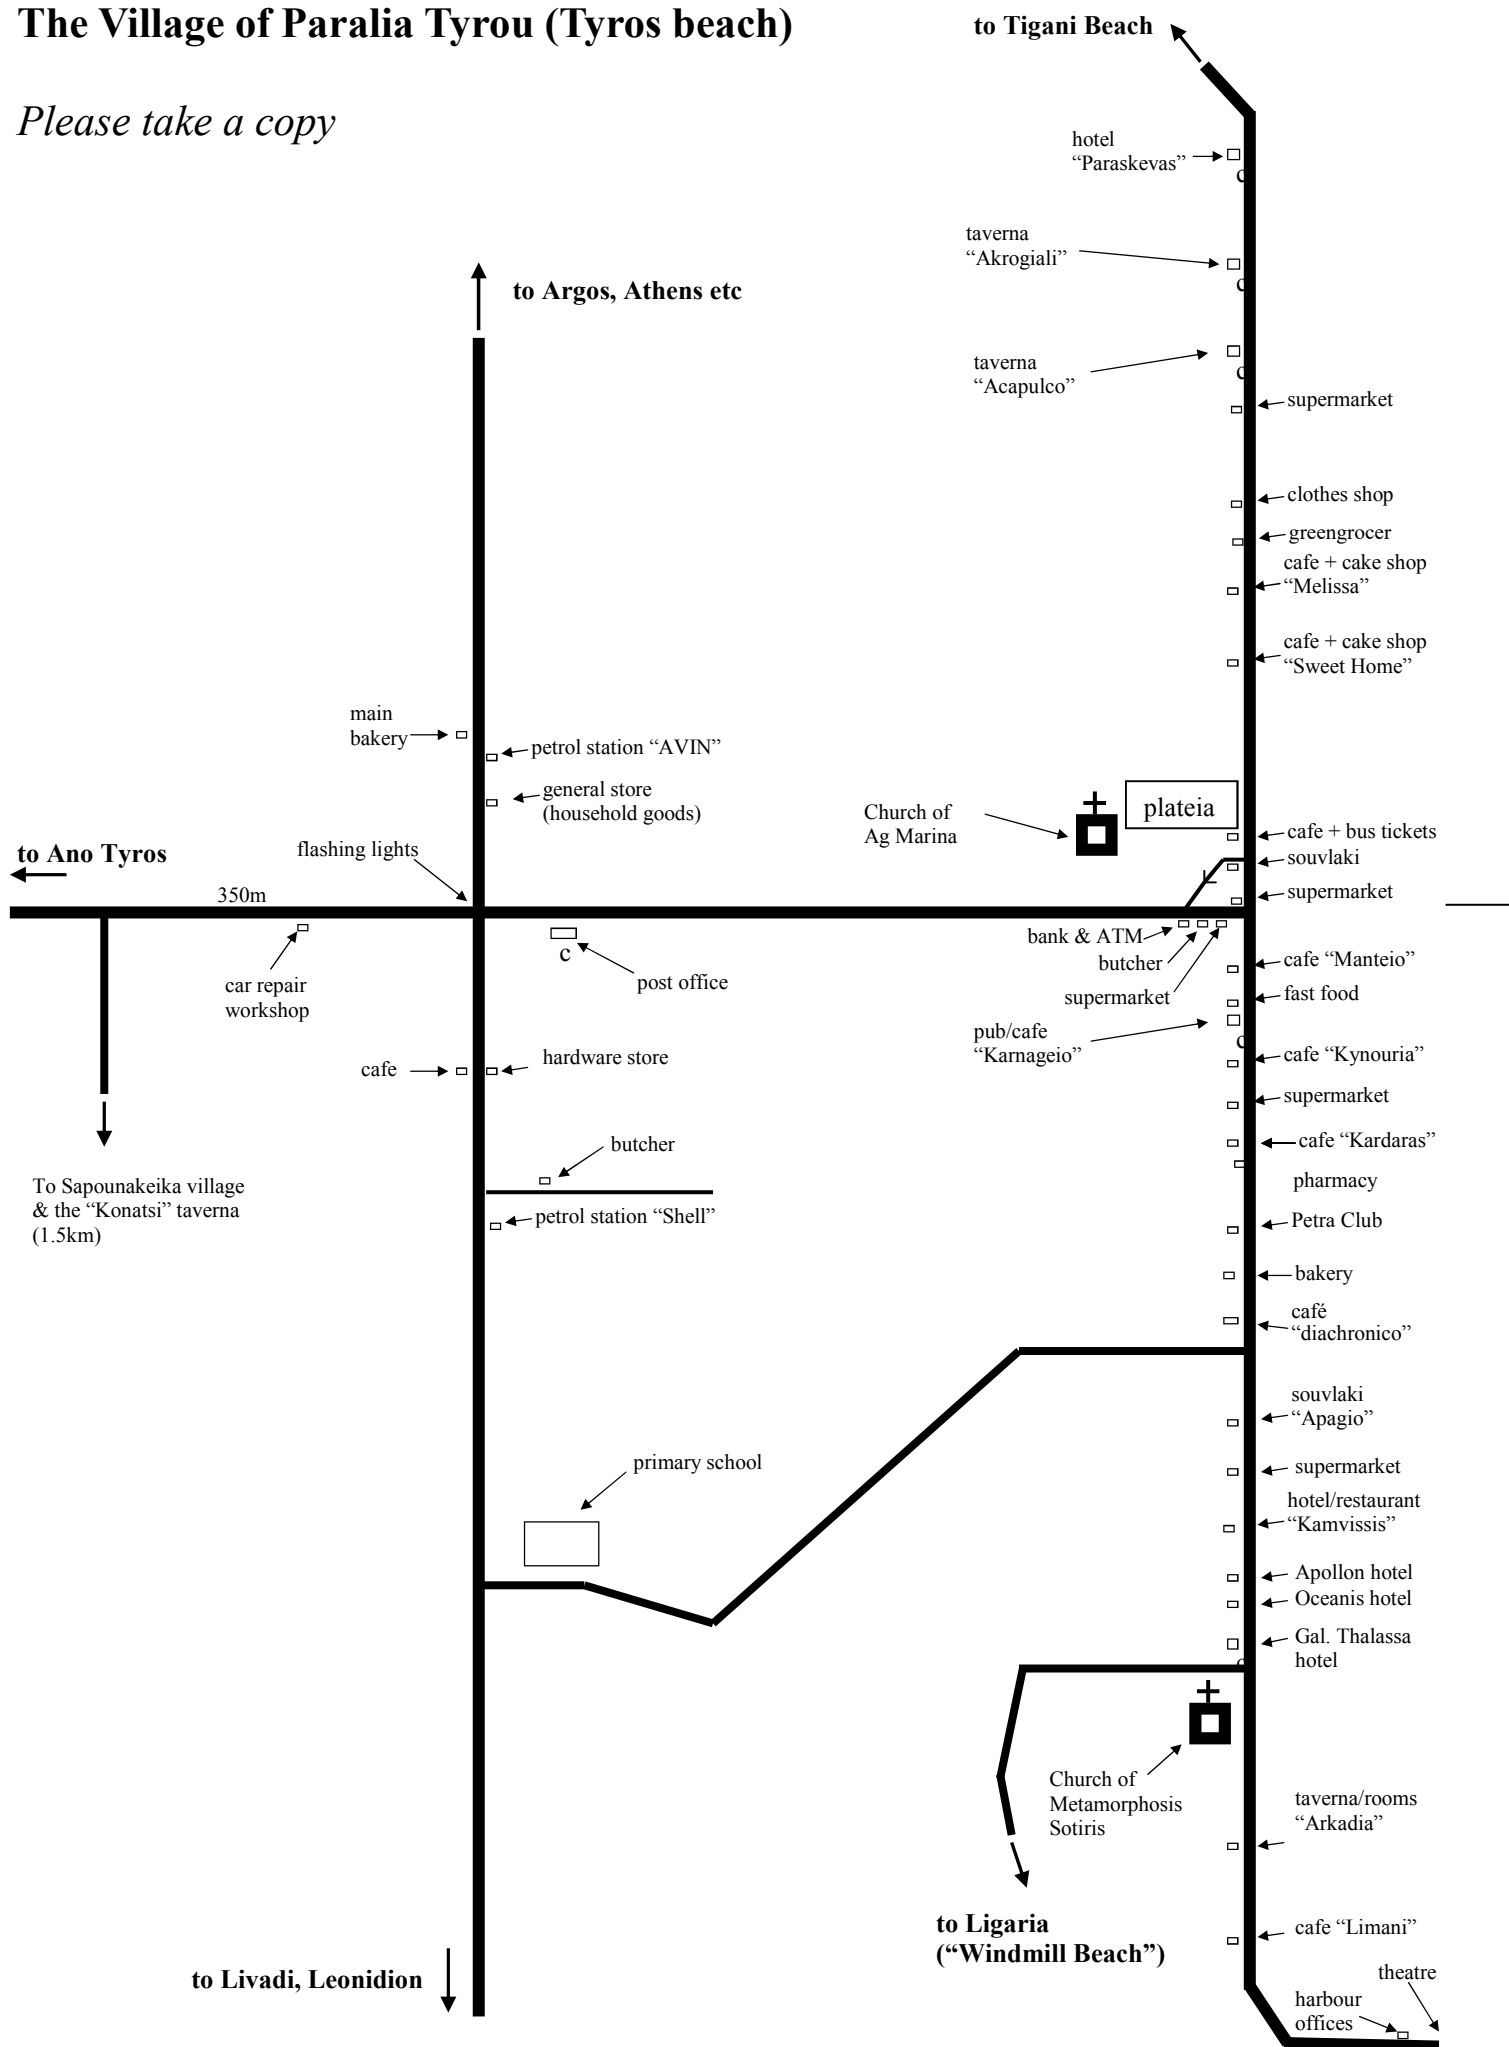 The Village of Paralia Tyrou (Tyros beach)
to Tigani Beach
Please take a copy
hotel
“Paraskevas”
c
taverna
“Akrogiali”
c
to Argos, Athens etc
taverna
“Acapulco”
c
supermarket
clothes shop
greengrocer
cafe + cake shop
“Melissa”
cafe + cake shop
“Sweet Home”
main
bakery
petrol station “AVIN”
general store
(household goods)
plateia
Church of
Ag Marina
cafe + bus tickets
souvlaki
supermarket
to Ano Tyros
flashing lights
350m
bank & ATM
butcher
supermarket
cafe “Manteio”
fast food
c
post office
car repair
workshop
pub/cafe
“Karnageio”
c
cafe “Kynouria”
supermarket
cafe
hardware store
cafe “Kardaras”
pharmacy
butcher
To Sapounakeika village
& the “Konatsi” taverna
(1.5km)
petrol station “Shell”
Petra Club
bakery
café
“diachronico”
souvlaki
“Apagio”
primary school
supermarket
hotel/restaurant
“Kamvissis”
Apollon hotel
Oceanis hotel
Gal. Thalassa
hotel
c
Church of
Metamorphosis
Sotiris
taverna/rooms
“Arkadia”
to Ligaria
(“Windmill Beach”)
cafe “Limani”
to Livadi, Leonidion
theatre
harbour
offices